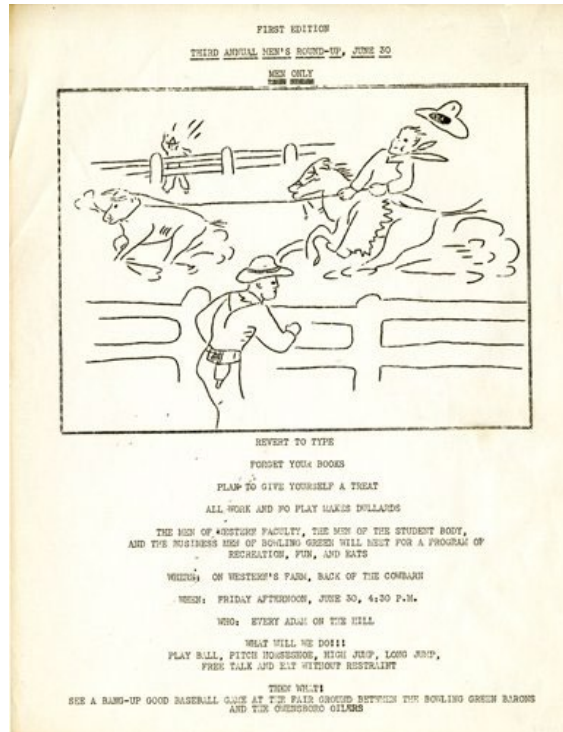 FIRST EDITION
THIRD ANNUAL MEN'S ROUND-UP, JUNE 30
MEN ONLY
REVERT TO TYPE
FORGET YOUR BOOKS
PLAN TO GIVE YOURSELF A TREAT
ALL WORK AND NO PLAY MAKES DULLARDS
THE MEN OF WESTERN FACULTY, THE MEN OF THE STUDENT BODY,
AND THE BUSINESS MEN OF BOWLING GREEN WILL MEET FOR A PROGRAM OF
RECREATION, FUN, AND EATS
WHERE: ON WESTERN'S FARM, BACK OF THE COWBARN
WHEN: FRIDAY AFTERNOON, JUNE 30, 4:30 P.M.
WHO: EVERY ADAM ON THE HILL
WHAT WILL WE DO!!!
PLAY BALL, PITCH HORSESHOE, HIGH JUMP, LONG JUMP,
FREE TALK AND EAT WITHOUT RESTRAINT
THEN WHAT!
SEE A BANG-UP GOOD BASEBALL GAME AT THE FAIR GROUND BETWEEN THE BOWLING GREEN BARONS
AND THE OWENSBORO OILERS